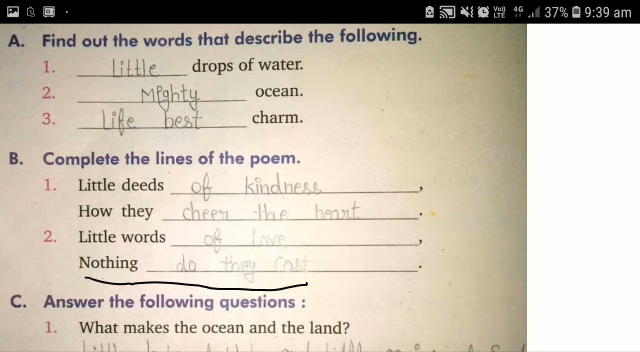 Vo)) LTE 4G 37% 9:39 am
A. Find out the words that describe the following.
1. little drops of water.
2. Mighty ocean.
3. life best charm.
B. Complete the lines of the poem.
1. Little deeds of kindness,
How they cheer the heart.
2. Little words of love,
Nothing do they cost.
C. Answer the following questions :
1. What makes the ocean and the land?